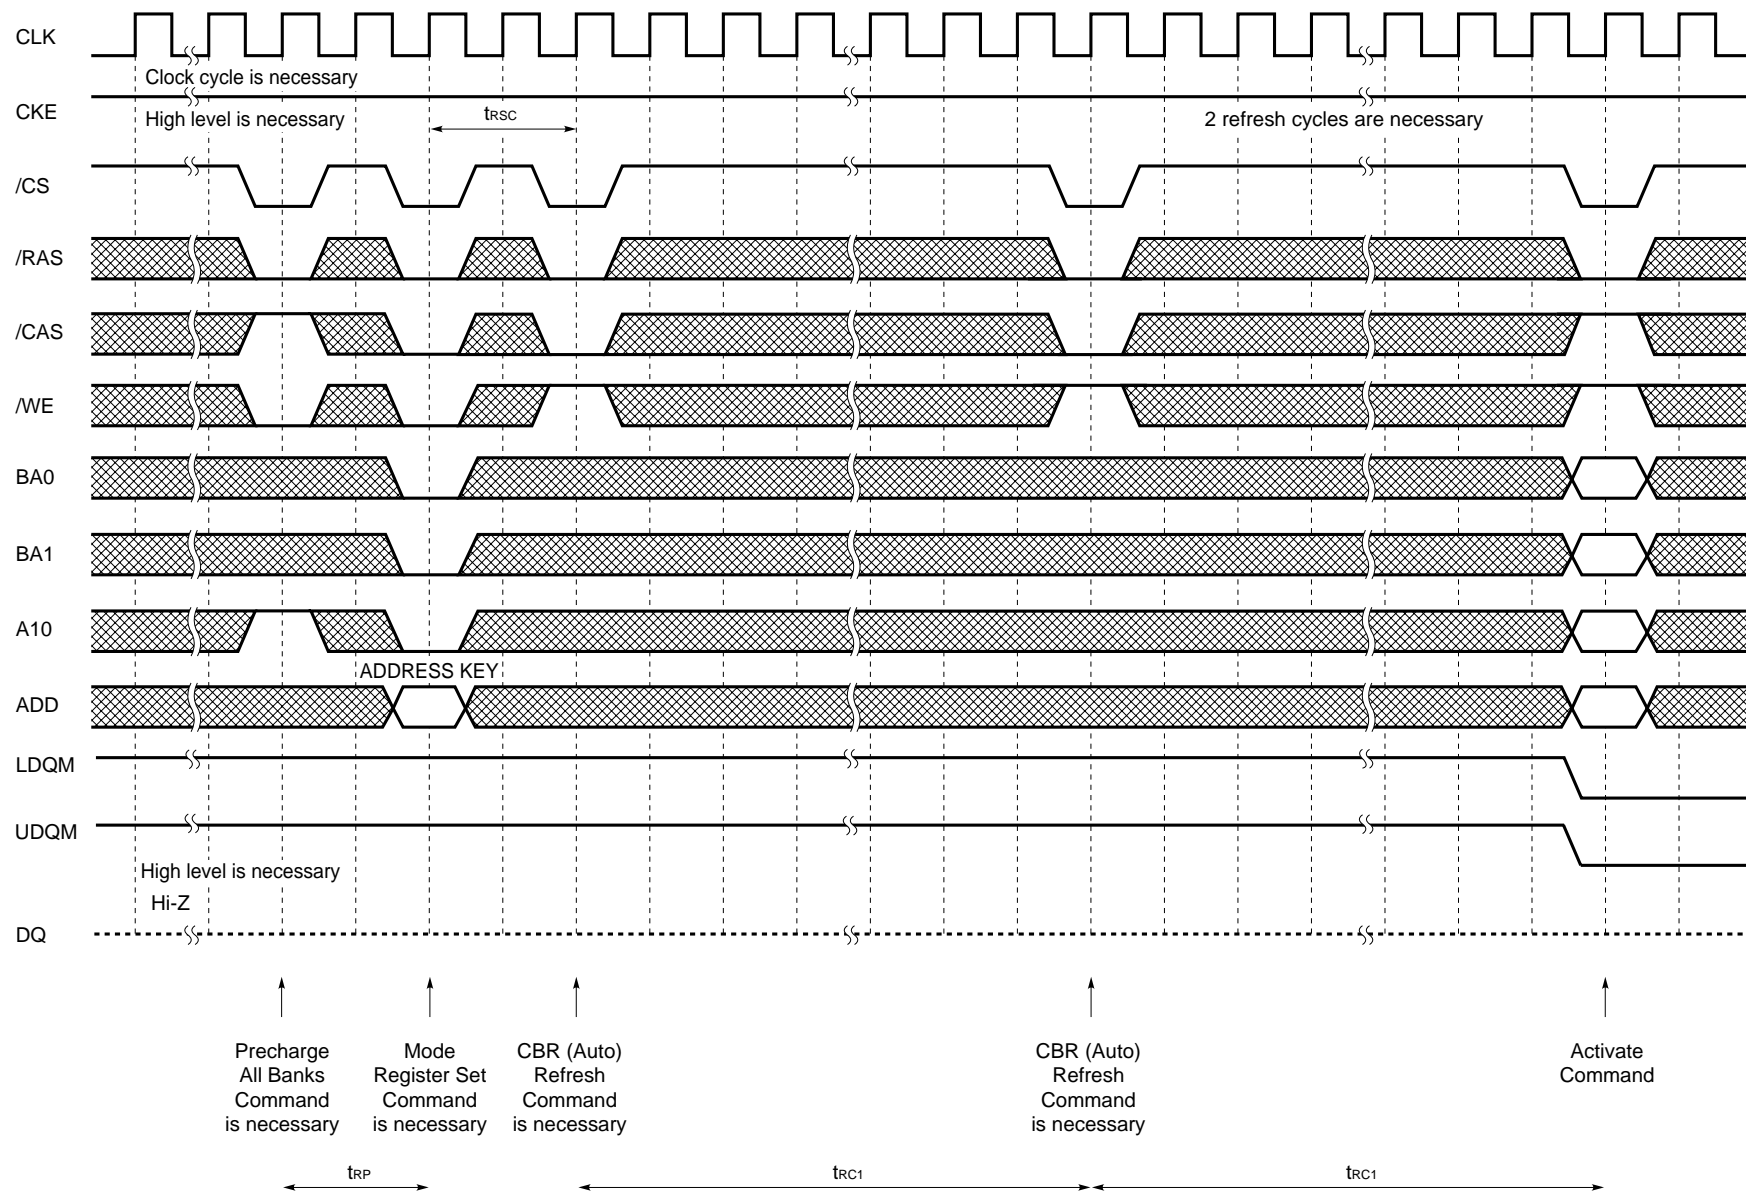 CLK
Clock cycle is necessary
CKE
High level is necessary
tRSC
2 refresh cycles are necessary
/CS
/RAS
/CAS
/WE
BA0
BA1
A10
ADDRESS KEY
ADD
LDQM
UDQM
High level is necessary
Hi-Z
DQ
Precharge
All Banks
Command
is necessary
Mode
Register Set
Command
is necessary
CBR (Auto)
Refresh
Command
is necessary
CBR (Auto)
Refresh
Command
is necessary
Activate
Command
tRP
tRC1
tRC1